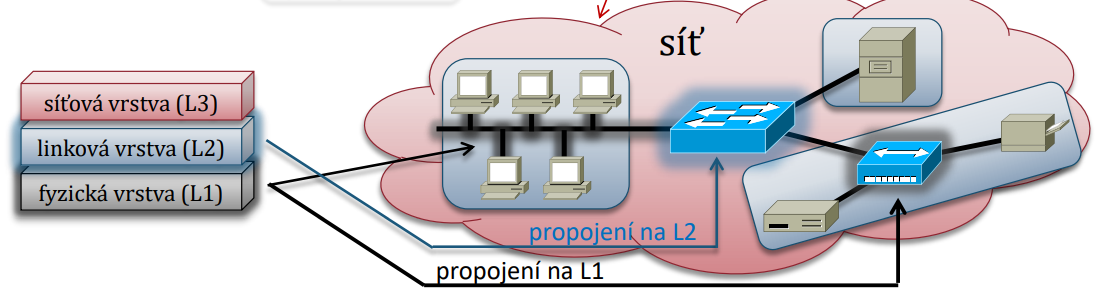 síť
síťová vrstva (L3)
linková vrstva (L2)
fyzická vrstva (L1)
propojení na L2
propojení na L1